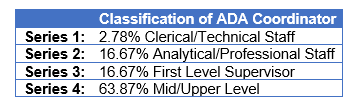 Classification of ADA Coordinator
Series 1: 2.78% Clerical/Technical Staff
Series 2: 16.67% Analytical/Professional Staff
Series 3: 16.67% First Level Supervisor
Series 4: 63.87% Mid/Upper Level